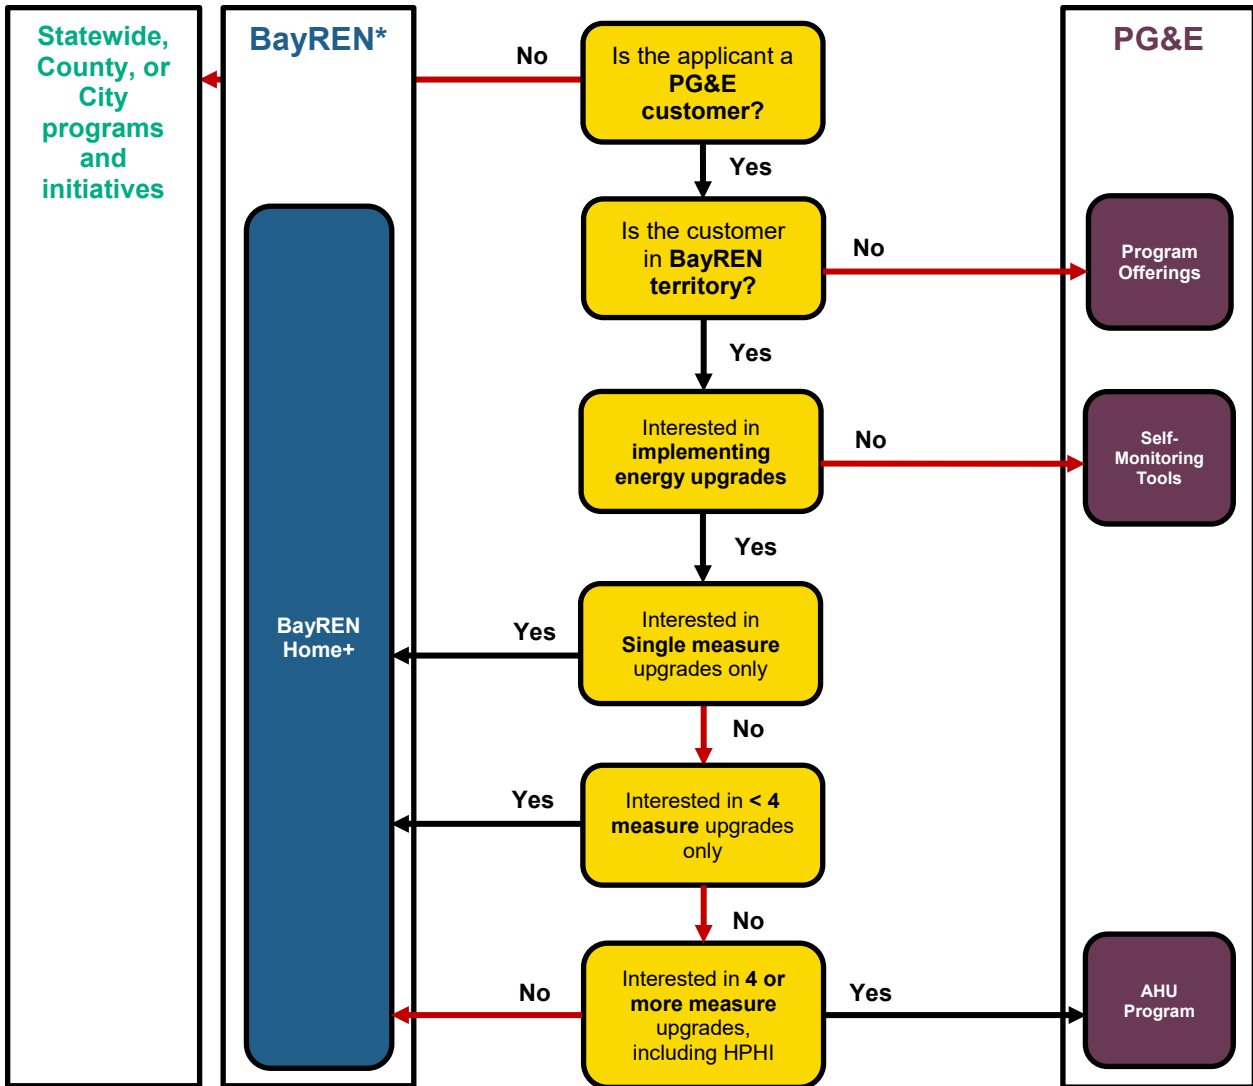 Statewide,
County, or
City
programs
and
initiatives
BayREN*
PG&E
No
Is the applicant a
PG&E
customer?
Yes
Is the customer
in BayREN
territory?
No
Program
Offerings
Yes
Interested in
implementing
energy upgrades
No
Self-
Monitoring
Tools
Yes
BayREN
Home+
Yes
Interested in
Single measure
upgrades only
No
Yes
Interested in < 4
measure upgrades
only
No
No
Interested in 4 or
more measure
upgrades,
including HPHI
Yes
AHU
Program